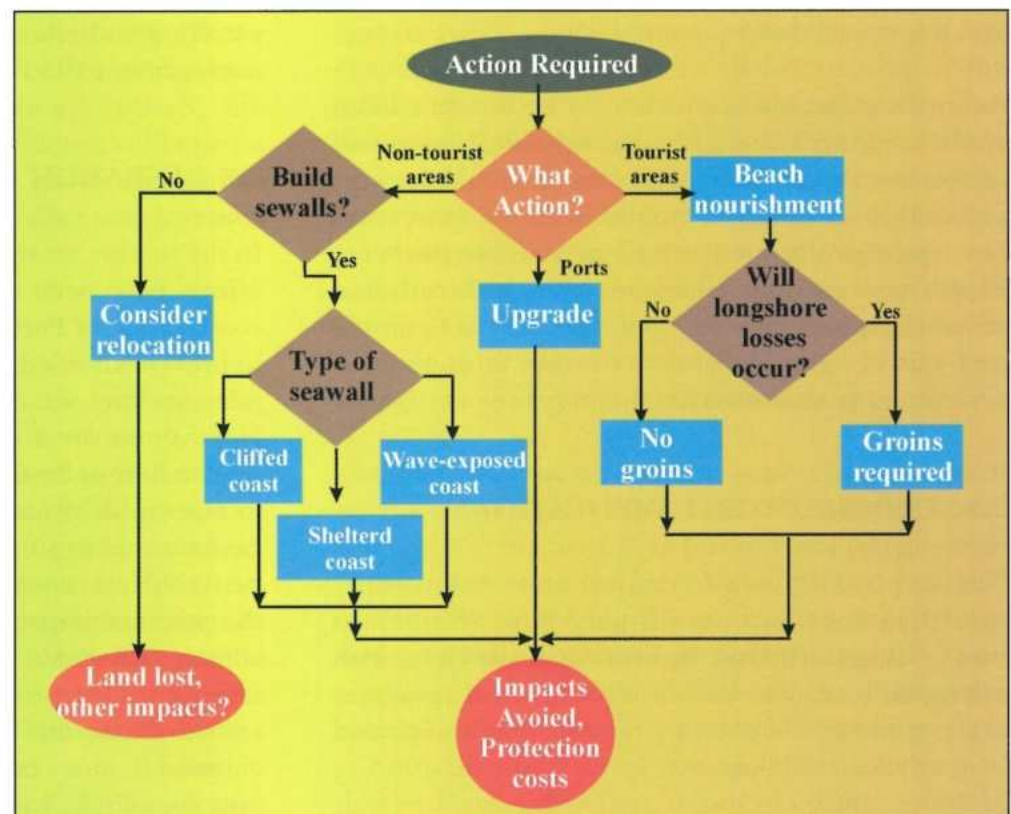 Action Required
Non-tourist
areas
Tourist
areas
No
Build
sewalls?
What
Action?
Beach
nourishment
Yes
Ports
Consider
relocation
Upgrade
No
Will
longshore
losses
occur?
Yes
Type of
seawall
Cliffed
coast
Wave-exposed
coast
No
groins
Groins
required
Shelterd
coast
Land lost,
other impacts?
Impacts
Avoied,
Protection
costs